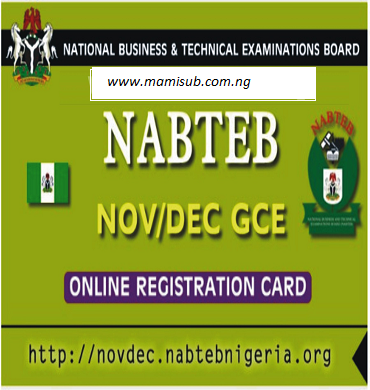 NATIONAL BUSINESS & TECHNICAL EXAMINATIONS BOARD
www.mamisub.com.ng
NABTEB
NABTEB
NOV/DEC GCE
ONLINE REGISTRATION CARD
http://novdec.nabtebnigeria.org